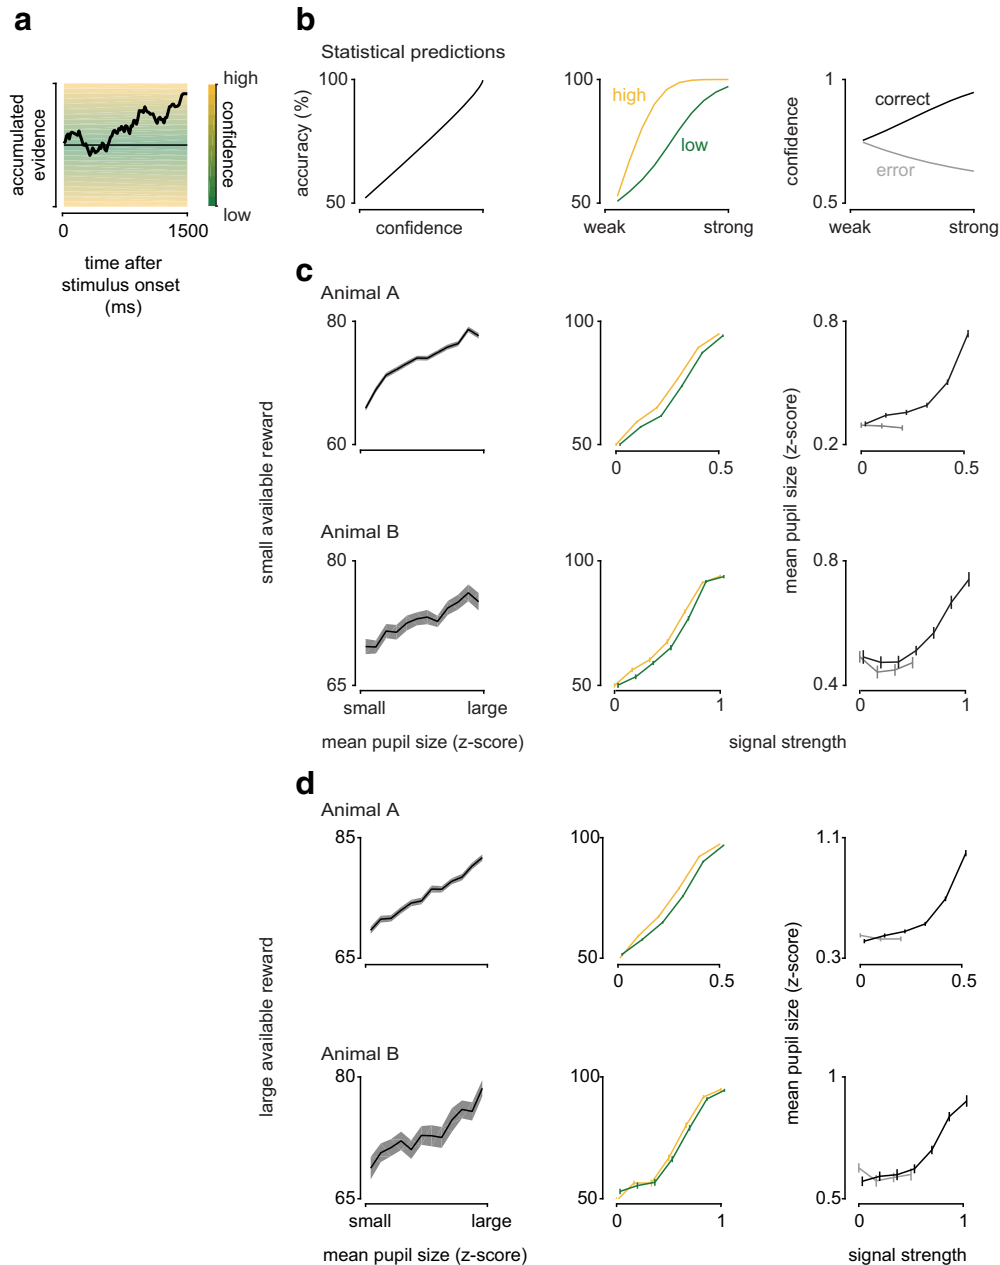 a
accumulated
evidence
high
confidence
low
0
1500
time after
stimulus onset
(ms)
b
Statistical predictions
accuracy (%)
100
50
confidence
100
50
high
low
weak
strong
confidence
1
0.5
correct
error
weak
strong
c
small available reward
Animal A
80
60
100
50
0
0.5
mean pupil size (z-score)
0.8
0.2
0
0.5
Animal B
80
65
small
large
mean pupil size (z-score)
100
50
0
1
signal strength
0.8
0.4
0
1
d
large available reward
Animal A
85
65
100
50
0
0.5
mean pupil size (z-score)
1.1
0.3
0
0.5
Animal B
80
65
small
large
mean pupil size (z-score)
100
50
0
1
1
0.5
0
1
signal strength